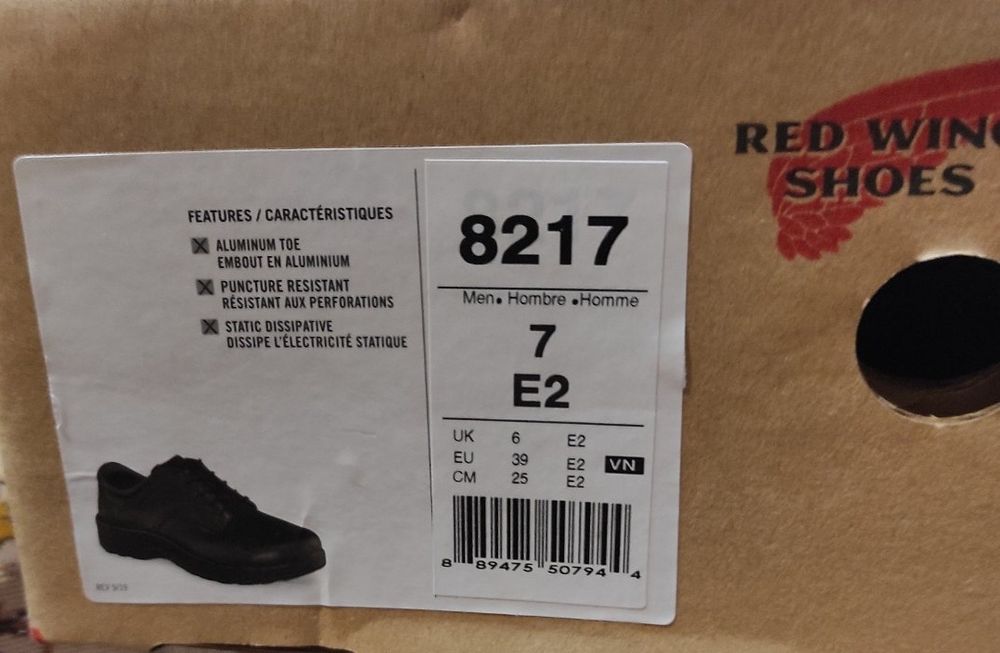 RED WING
SHOES
FEATURES / CARACTÉRISTIQUES
ALUMINUM TOE
EMBOUT EN ALUMINIUM
PUNCTURE RESISTANT
RÉSISTANT AUX PERFORATIONS
STATIC DISSIPATIVE
DISSIPE L'ÉLECTRICITÉ STATIQUE
8217
Men • Hombre • Homme
7
E2
UK 6 E2
EU 39 E2 VN
CM 25 E2
8 89475 50794 4